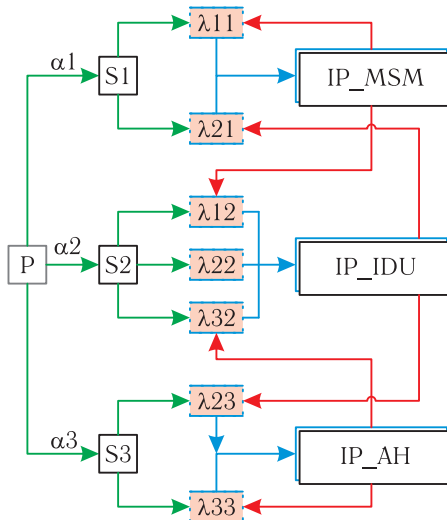 λ11
α1
S1
IP_MSM
λ21
λ12
α2
P
S2
λ22
IP_IDU
λ32
λ23
α3
S3
IP_AH
λ33